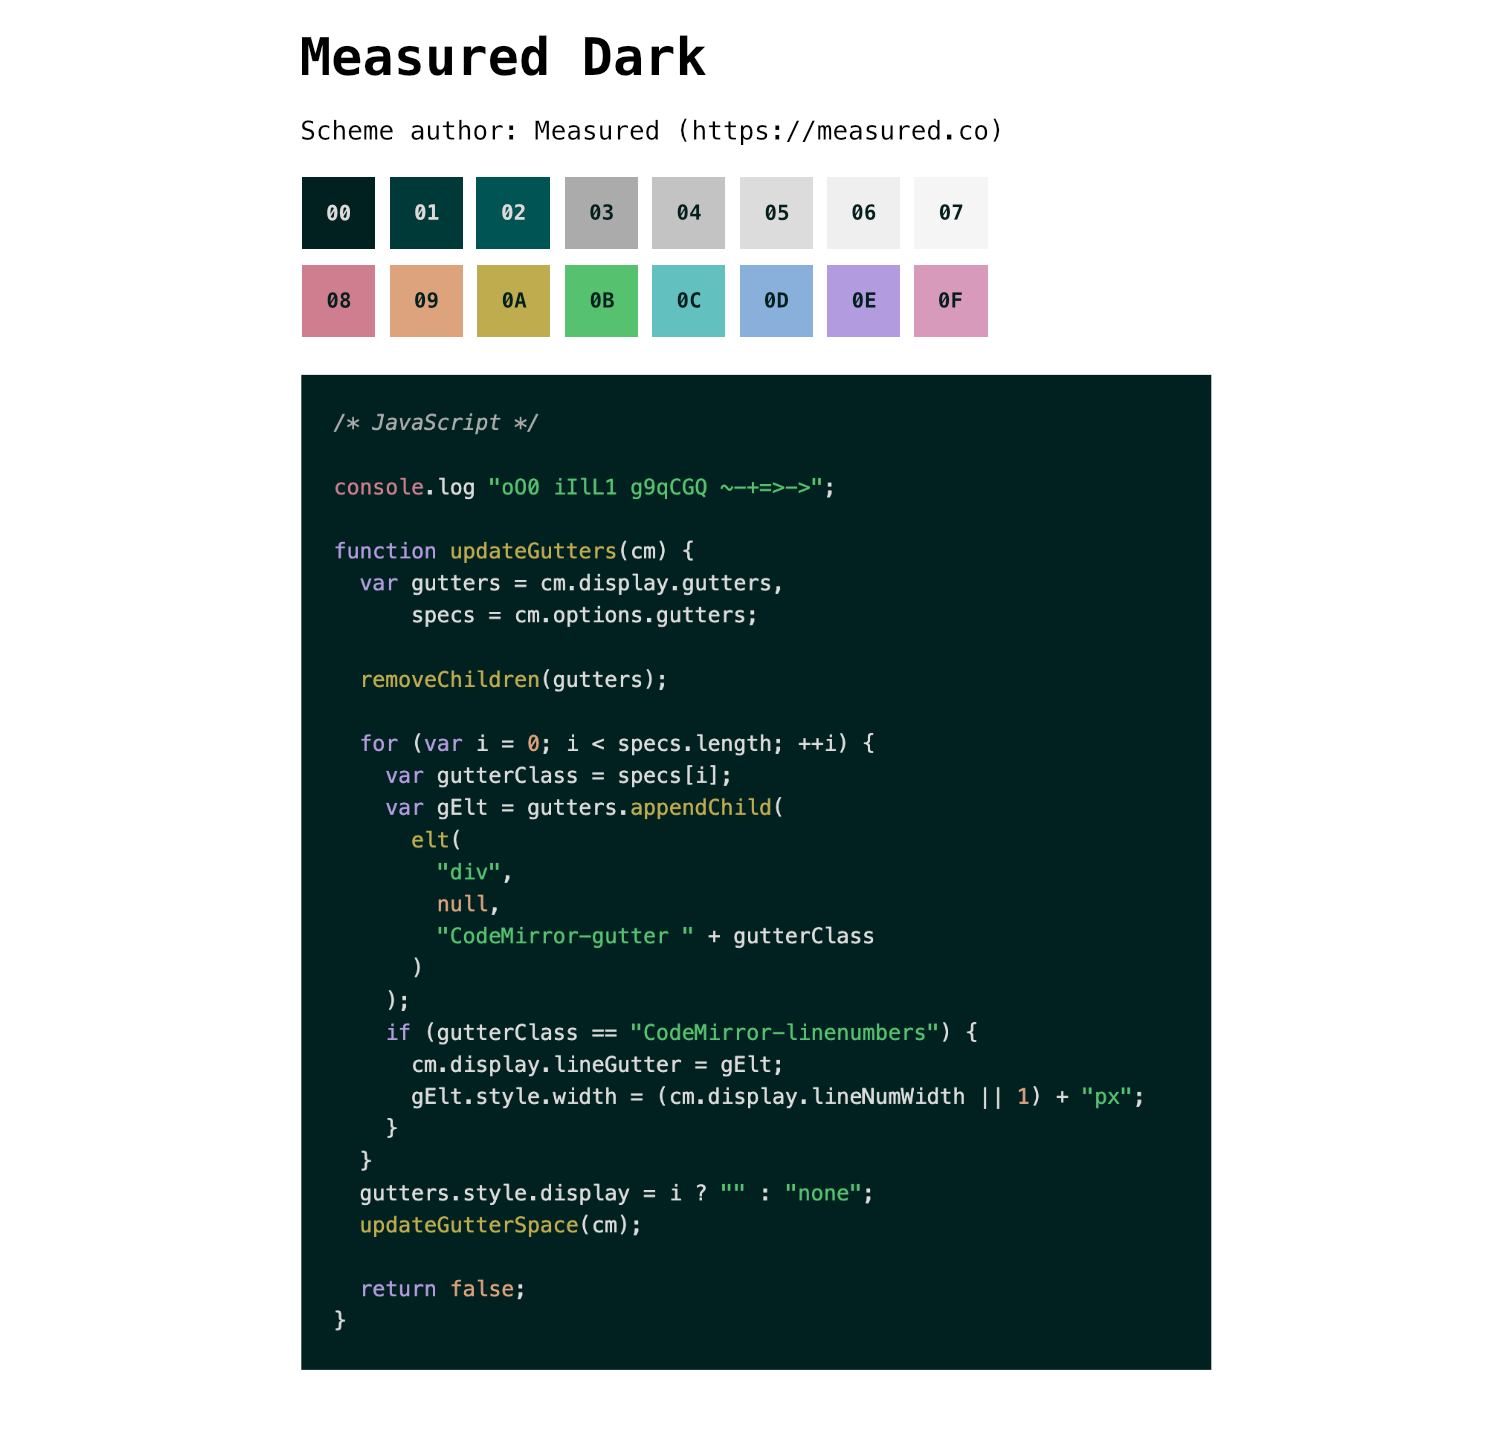 Measured Dark
Scheme author: Measured (https://measured.co)
00 01 02 03 04 05 06 07
08 09 0A 0B 0C 0D 0E 0F
/* JavaScript */
console.log "oO0 iIlL1 g9qCGQ ~-+=>->";
function updateGutters(cm) {
  var gutters = cm.display.gutters,
      specs = cm.options.gutters;
  removeChildren(gutters);
  for (var i = 0; i < specs.length; ++i) {
    var gutterClass = specs[i];
    var gElt = gutters.appendChild(
      elt(
        "div",
        null,
        "CodeMirror-gutter " + gutterClass
      )
    );
    if (gutterClass == "CodeMirror-linenumbers") {
      cm.display.lineGutter = gElt;
      gElt.style.width = (cm.display.lineNumWidth || 1) + "px";
    }
  }
  gutters.style.display = i ? "" : "none";
  updateGutterSpace(cm);
  return false;
}